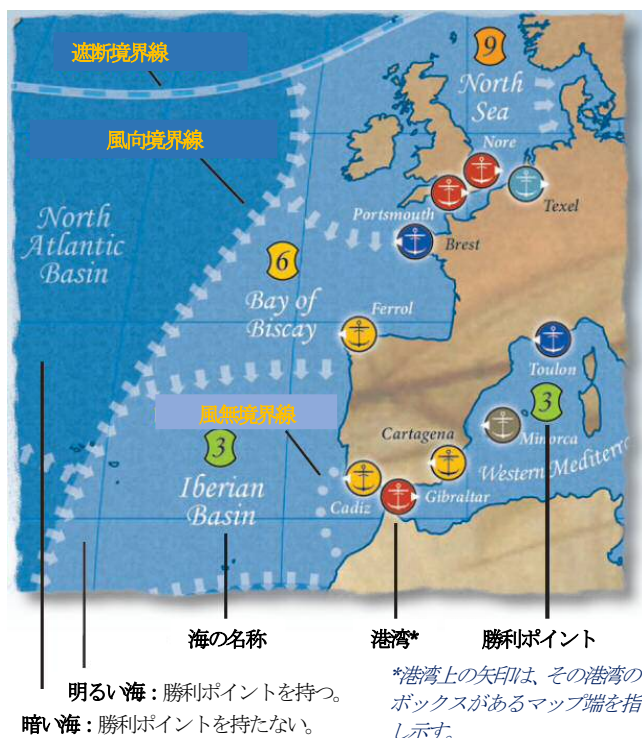 遮断境界線
9
North
Sea
風向境界線
Nore
North
Atlantic
Basin
Portsmouth
Texel
Brest
6
Bay of
Biscay
Ferrol
Toulon
風無境界線
3
3
Cartagena
Minorca
Western Mediterr
Iberian
Basin
Cadiz
Gibraltar
海の名称
港湾*
勝利ポイント
明るい海：勝利ポイントを持つ。
暗い海：勝利ポイントを持たない。
*港湾上の矢印は、その港湾の
ボックスがあるマップ端を指
し示す。